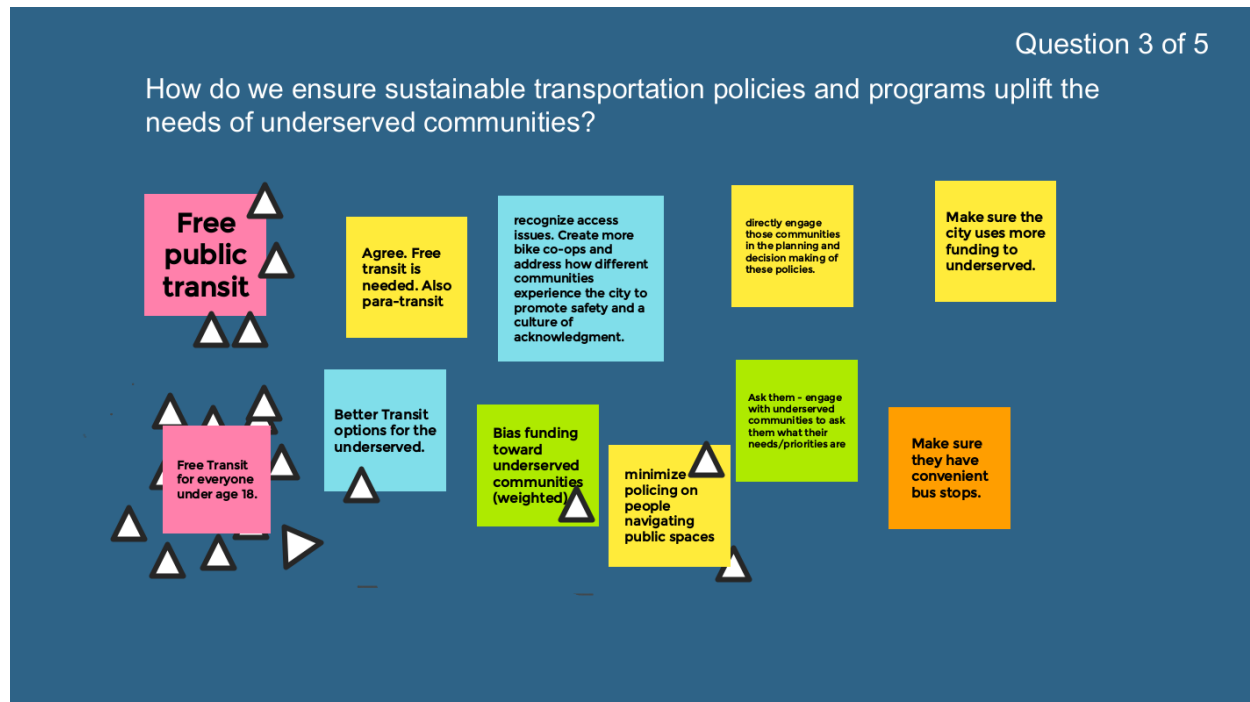 Question 3 of 5
How do we ensure sustainable transportation policies and programs uplift the
needs of underserved communities?
Free
public
transit
Agree. Free
transit is
needed. Also
para-transit
recognize access
issues. Create more
bike co-ops and
address how different
communities
experience the city to
promote safety and a
culture of
acknowledgment.
directly engage
those communities
in the planning and
decision making of
these policies.
Make sure the
city uses more
funding to
underserved.
Free Transit
for everyone
under age 18.
Better Transit
options for the
underserved.
Bias funding
toward
underserved
communities
(weighted)
minimize
policing on
people
navigating
public spaces
Ask them - engage
with underserved
communities to ask
them what their
needs/priorities are
Make sure
they have
convenient
bus stops.